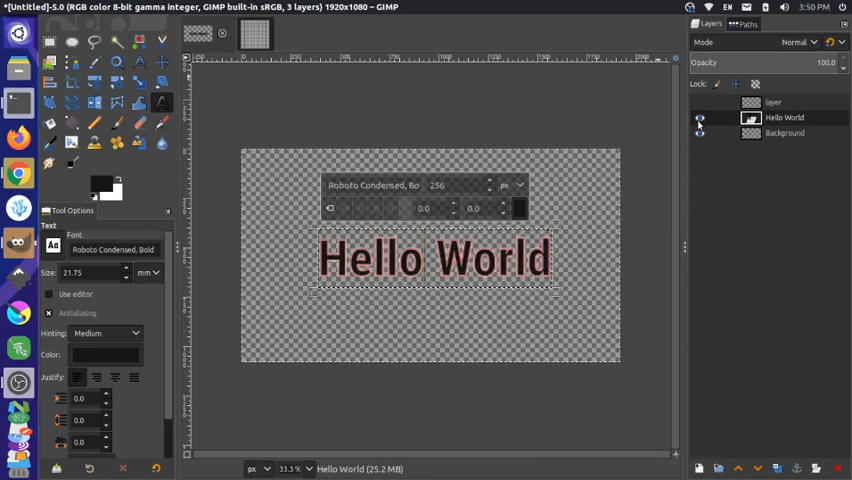 *[Untitled]-5.0 (RGB color 8-bit gamma integer, GIMP built-in sRGB, 3 layers) 1920x1080 – GIMP
EN
3:50 PM
Layers
Paths
Mode
Normal
Opacity
100.0
Lock:
layer
Hello World
Background
Tool Options
Text
Font
Aa
Roboto Condensed, Bold
Size:
21.75
mm
Use editor
Antialiasing
Hinting:
Medium
Color:
Justify:
0.0
0.0
0.0
Roboto Condensed, Bo
256
px
0.0
0.0
Hello World
px
33.3 %
Hello World (25.2 MB)